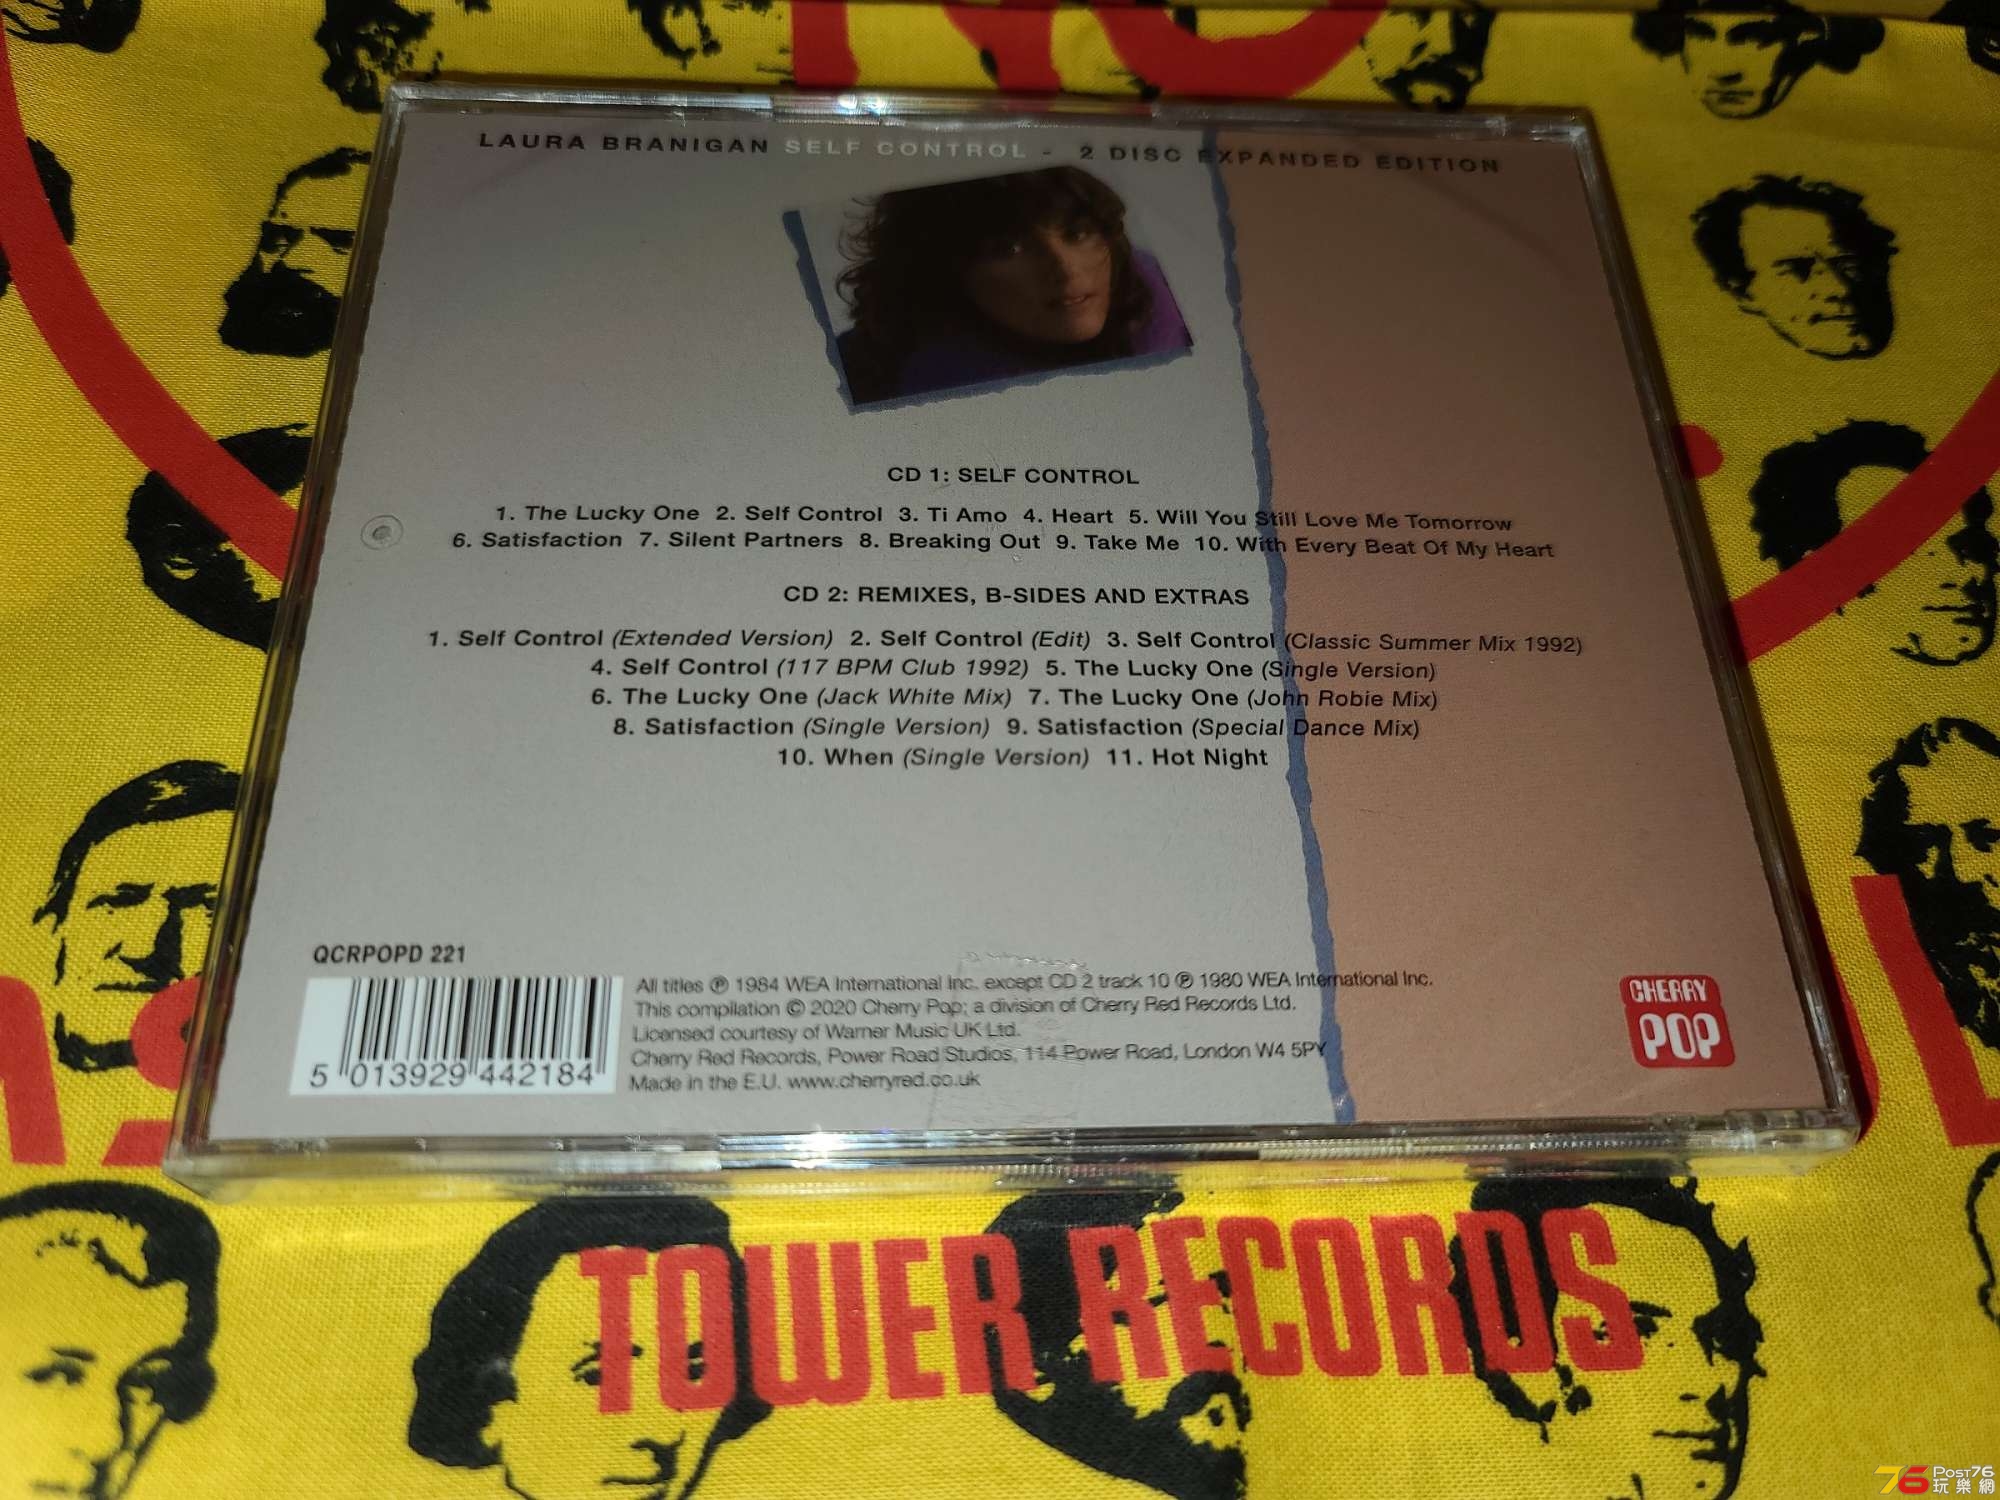 LAURA BRANIGAN SELF CONTROL - 2 DISC EXPANDED EDITION
CD 1: SELF CONTROL
1. The Lucky One 2. Self Control 3. Ti Amo 4. Heart 5. Will You Still Love Me Tomorrow
6. Satisfaction 7. Silent Partners 8. Breaking Out 9. Take Me 10. With Every Beat Of My Heart
CD 2: REMIXES, B-SIDES AND EXTRAS
1. Self Control (Extended Version) 2. Self Control (Edit) 3. Self Control (Classic Summer Mix 1992)
4. Self Control (117 BPM Club 1992) 5. The Lucky One (Single Version)
6. The Lucky One (Jack White Mix) 7. The Lucky One (John Robie Mix)
8. Satisfaction (Single Version) 9. Satisfaction (Special Dance Mix)
10. When (Single Version) 11. Hot Night
QCRPOPD 221
5 013929 442184
All titles ℗ 1984 WEA International Inc. except CD 2 track 10 ℗ 1980 WEA International Inc.
This compilation © 2020 Cherry Pop; a division of Cherry Red Records Ltd.
Licensed courtesy of Warner Music UK Ltd.
Cherry Red Records, Power Road Studios, 114 Power Road, London W4 5PY
Made in the E.U. www.cherryred.co.uk
CHERRY
POP
TOWER RECORDS
76 POST76
玩樂網